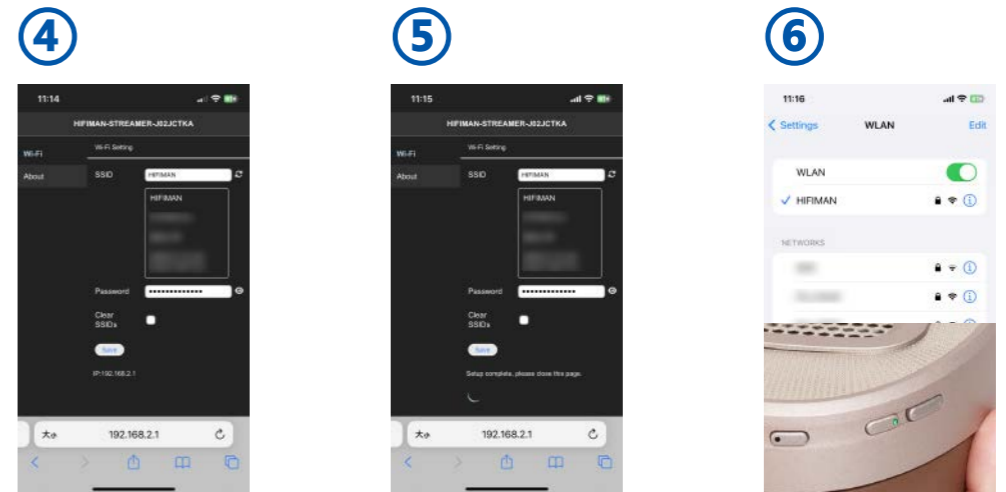 4
11:14
HIFIMAN-STREAMER-J02JCTKA
Wi-Fi
Wi-Fi Setting
About
SSID
HIFIMAN
HIFIMAN
Password
•••••••••••••
Clear
SSIDs
Save
IP:192.168.2.1
大
192.168.2.1
5
11:15
HIFIMAN-STREAMER-J02JCTKA
Wi-Fi
Wi-Fi Setting
About
SSID
HIFIMAN
HIFIMAN
Password
•••••••••••••
Clear
SSIDs
Save
Setup complete, please close this page.
大
192.168.2.1
6
11:16
Settings
WLAN
Edit
WLAN
HIFIMAN
NETWORKS